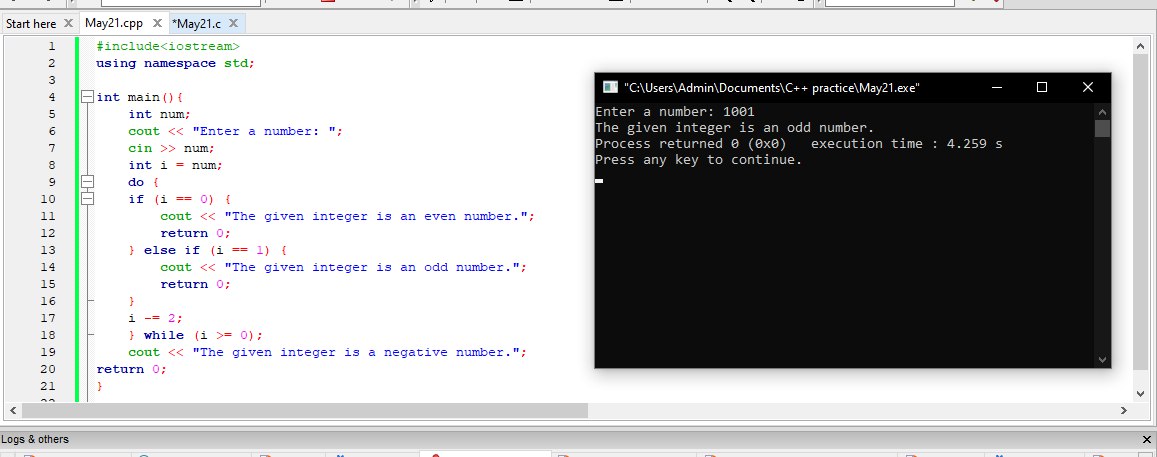 Start here
May21.cpp
*May21.c
1 #include<iostream>
2 using namespace std;
3
4 int main(){
5 int num;
6 cout << "Enter a number: ";
7 cin >> num;
8 int i = num;
9 do {
10 if (i == 0) {
11 cout << "The given integer is an even number.";
12 return 0;
13 } else if (i == 1) {
14 cout << "The given integer is an odd number.";
15 return 0;
16 }
17 i -= 2;
18 } while (i >= 0);
19 cout << "The given integer is a negative number.";
20 return 0;
21 }
"C:\Users\Admin\Documents\C++ practice\May21.exe"
Enter a number: 1001
The given integer is an odd number.
Process returned 0 (0x0)   execution time : 4.259 s
Press any key to continue.
Logs & others